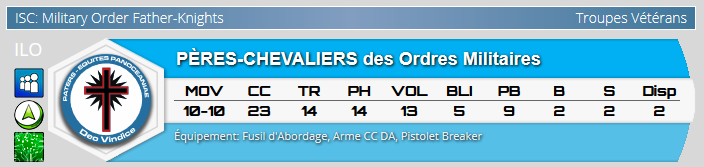 ISC: Military Order Father-Knights
Troupes Vétérans
ILO
PATERS-EQUITES PANOCEANIAE
Deo Vindice
PÈRES-CHEVALIERS des Ordres Militaires
MOV CC TR PH VOL BLI PB B S Disp
10-10 23 14 14 13 5 9 2 2 2
Équipement: Fusil d'Abordage, Arme CC DA, Pistolet Breaker